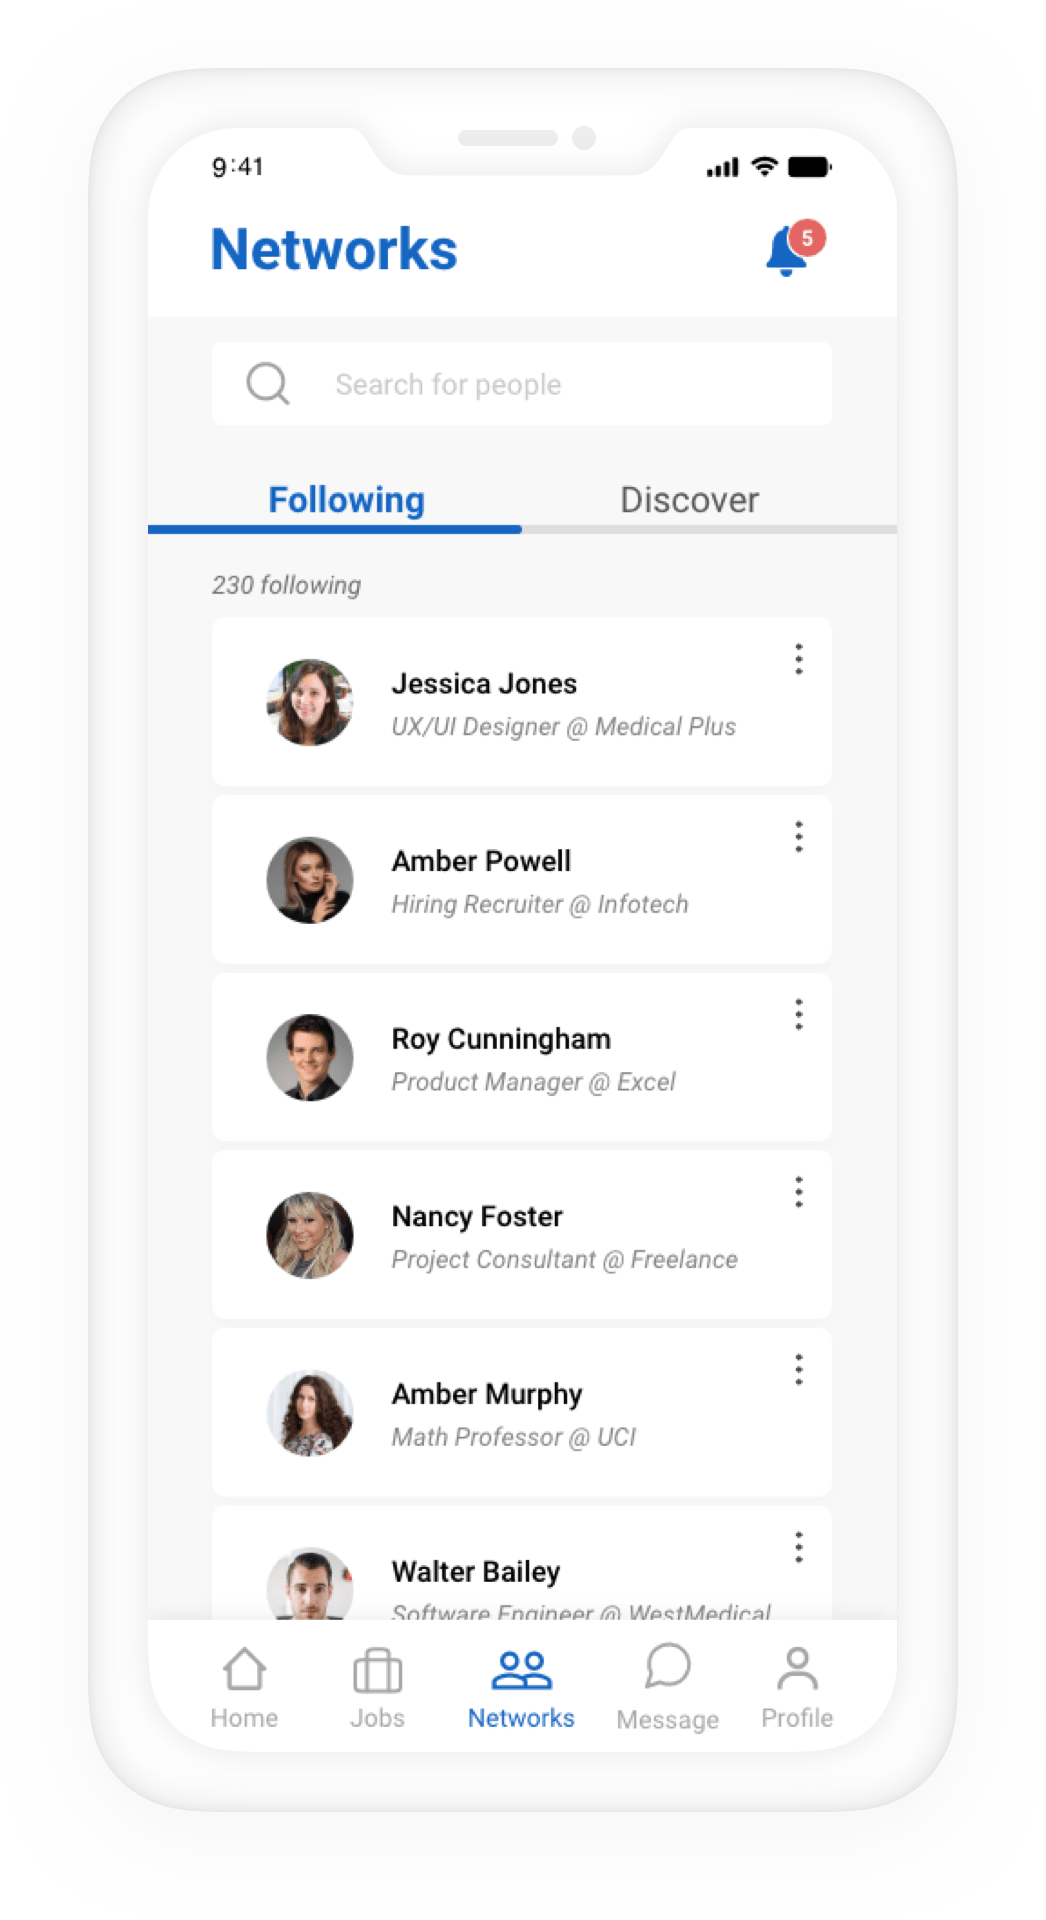 9:41
Networks
5
Search for people
Following
Discover
230 following
Jessica Jones
UX/UI Designer @ Medical Plus
Amber Powell
Hiring Recruiter @ Infotech
Roy Cunningham
Product Manager @ Excel
Nancy Foster
Project Consultant @ Freelance
Amber Murphy
Math Professor @ UCI
Walter Bailey
Software Engineer @ WestMedical
Home
Jobs
Networks
Message
Profile